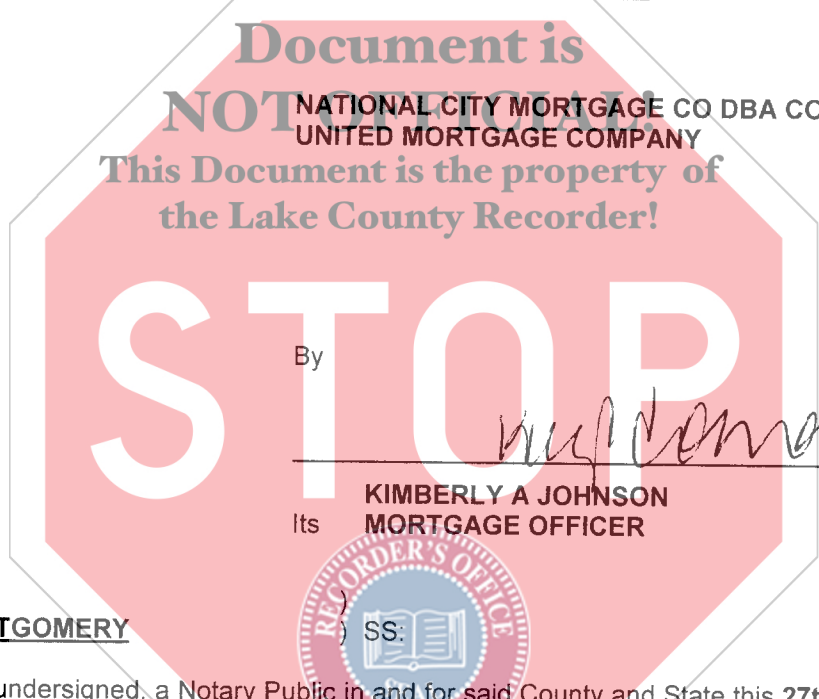 Document is
NOT OFFICIAL!
NATIONAL CITY MORTGAGE CO DBA CO
UNITED MORTGAGE COMPANY
This Document is the property of
the Lake County Recorder!
STOP
By
KIMBERLY A JOHNSON
Its MORTGAGE OFFICER
RECORDER'S OFFICE
TGOMERY
)
) SS:
undersigned, a Notary Public in and for said County and State this 27t